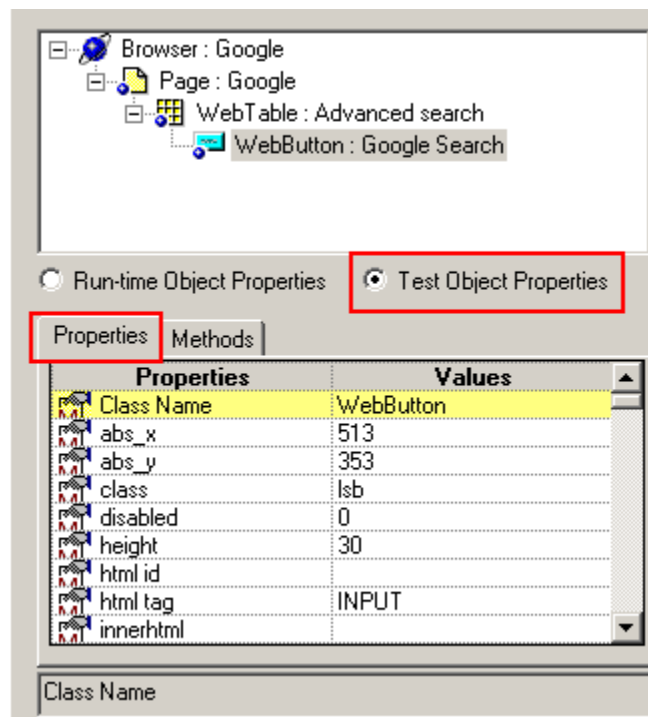 Browser : Google
Page : Google
WebTable : Advanced search
WebButton : Google Search
Run-time Object Properties Test Object Properties
Properties Methods
Properties Values
Class Name WebButton
abs_x 513
abs_y 353
class lsb
disabled 0
height 30
html id
html tag INPUT
innerhtml
Class Name